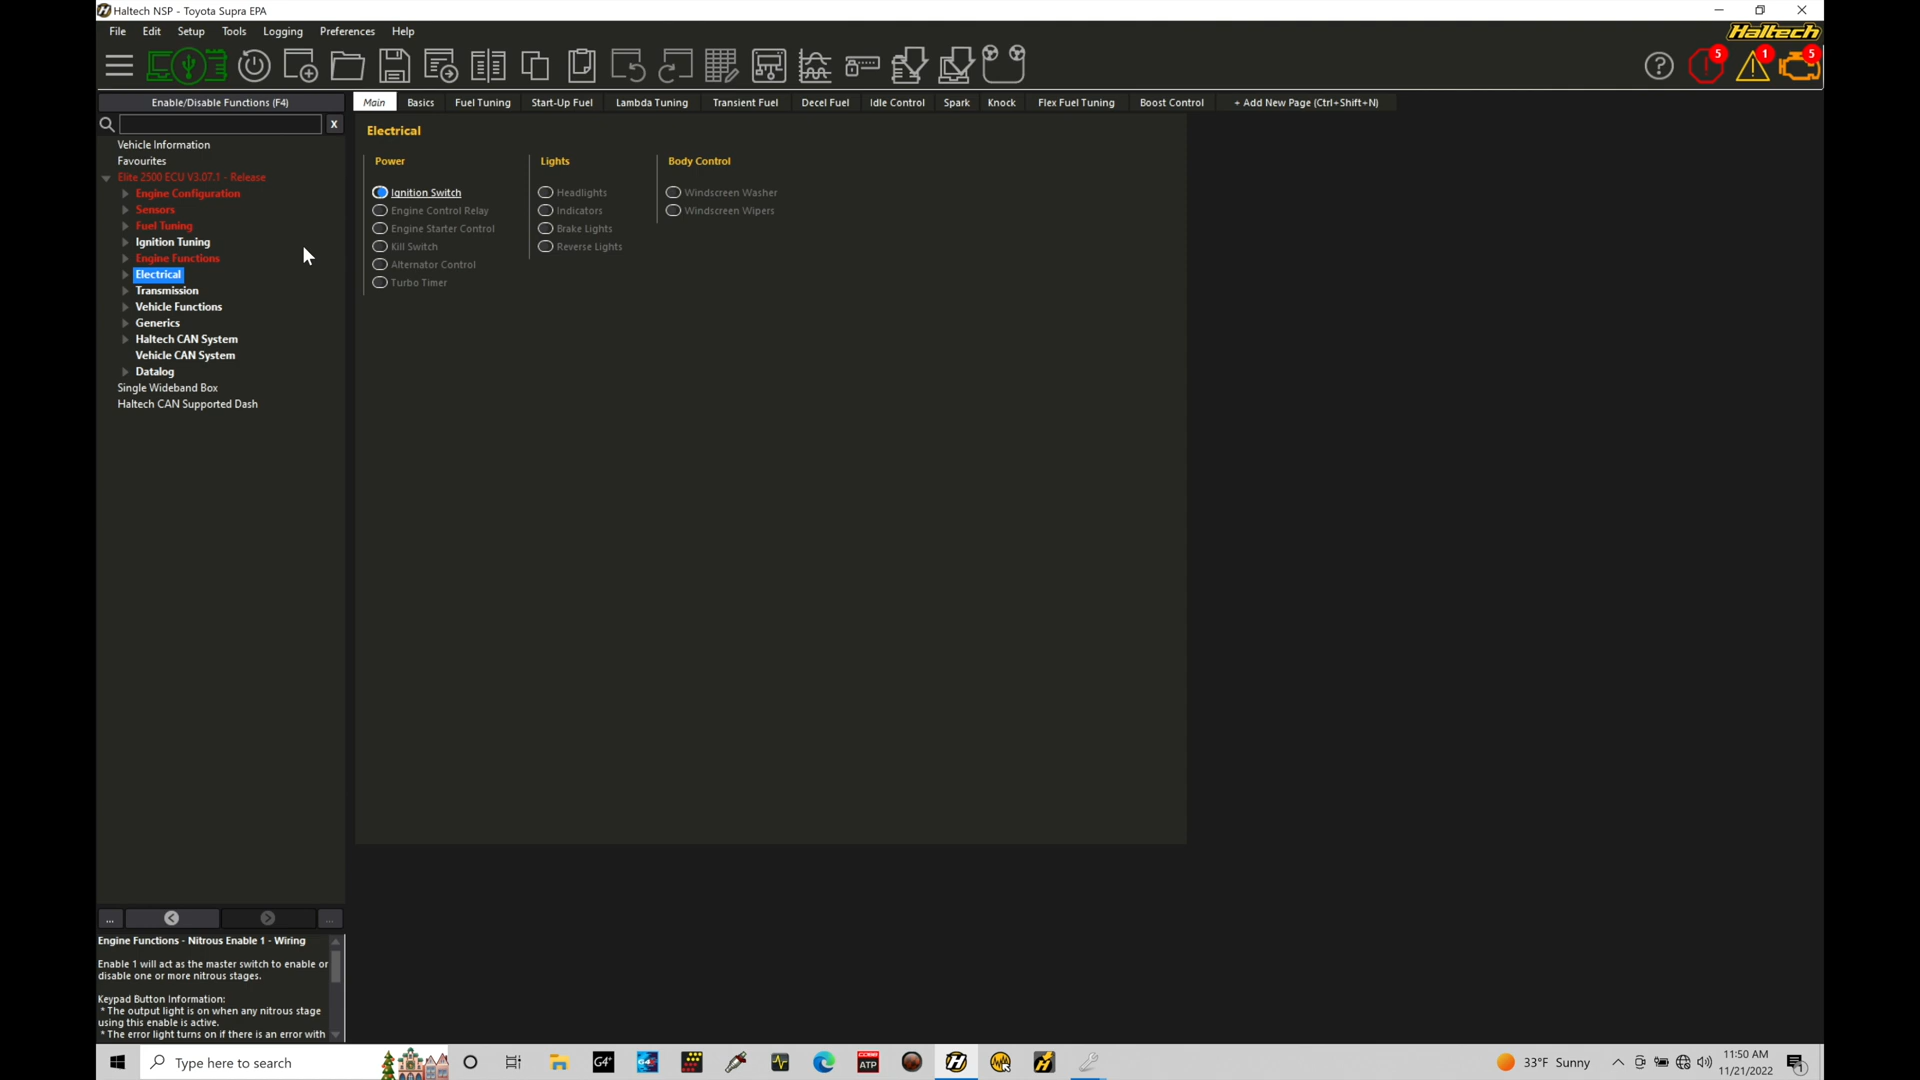 Haltech NSP - Toyota Supra EPA
File Edit Setup Tools Logging Preferences Help
Haltech
5 1 5
Enable/Disable Functions (F4)
Main Basics Fuel Tuning Start-Up Fuel Lambda Tuning Transient Fuel Decel Fuel Idle Control Spark Knock Flex Fuel Tuning Boost Control + Add New Page (Ctrl+Shift+N)
X
Vehicle Information
Favourites
Elite 2500 ECU V3.07.1 - Release
Engine Configuration
Sensors
Fuel Tuning
Ignition Tuning
Engine Functions
Electrical
Transmission
Vehicle Functions
Generics
Haltech CAN System
Vehicle CAN System
Datalog
Single Wideband Box
Haltech CAN Supported Dash
Electrical
Power
Ignition Switch
Engine Control Relay
Engine Starter Control
Kill Switch
Alternator Control
Turbo Timer
Lights
Headlights
Indicators
Brake Lights
Reverse Lights
Body Control
Windscreen Washer
Windscreen Wipers
... ...
Engine Functions - Nitrous Enable 1 - Wiring
Enable 1 will act as the master switch to enable or
disable one or more nitrous stages.
Keypad Button Information:
* The output light is on when any nitrous stage
using this enable is active.
* The error light turns on if there is an error with
Type here to search
G4+
ATP
33°F Sunny
11:50 AM
11/21/2022
1